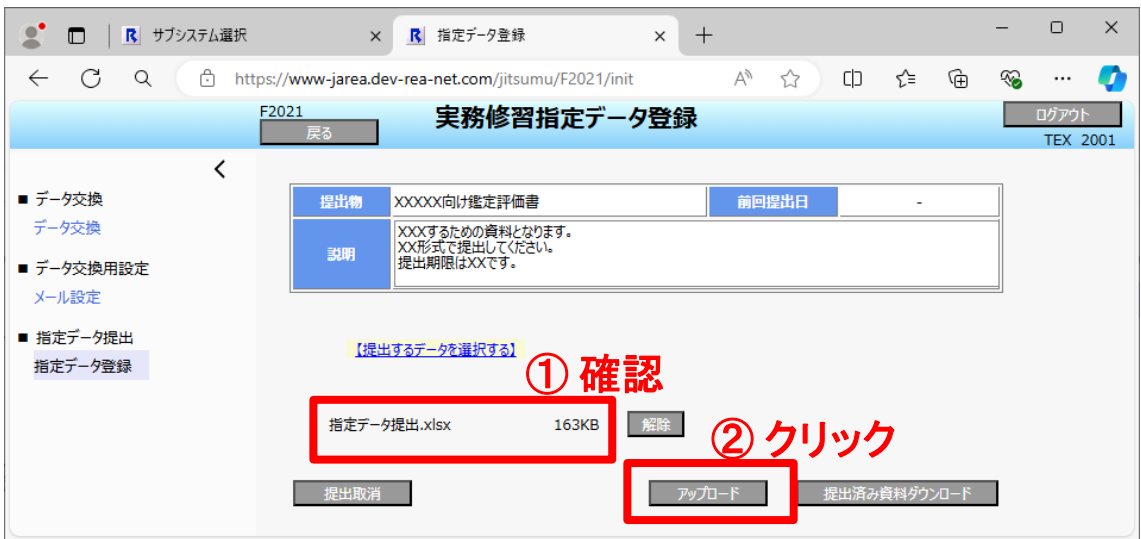 サブシステム選択
指定データ登録
https://www-jarea.dev-rea-net.com/jitsumu/F2021/init
F2021
戻る
実務修習指定データ登録
ログアウト
TEX 2001
■ データ交換
データ交換
■ データ交換用設定
メール設定
■ 指定データ提出
指定データ登録
提出物 XXXXX向け鑑定評価書 前回提出日 -
説明
XXXするための資料となります。
XX形式で提出してください。
提出期限はXXです。
【提出するデータを選択する】
① 確認
指定データ提出.xlsx 163KB 解除
② クリック
提出取消 アップロード 提出済み資料ダウンロード